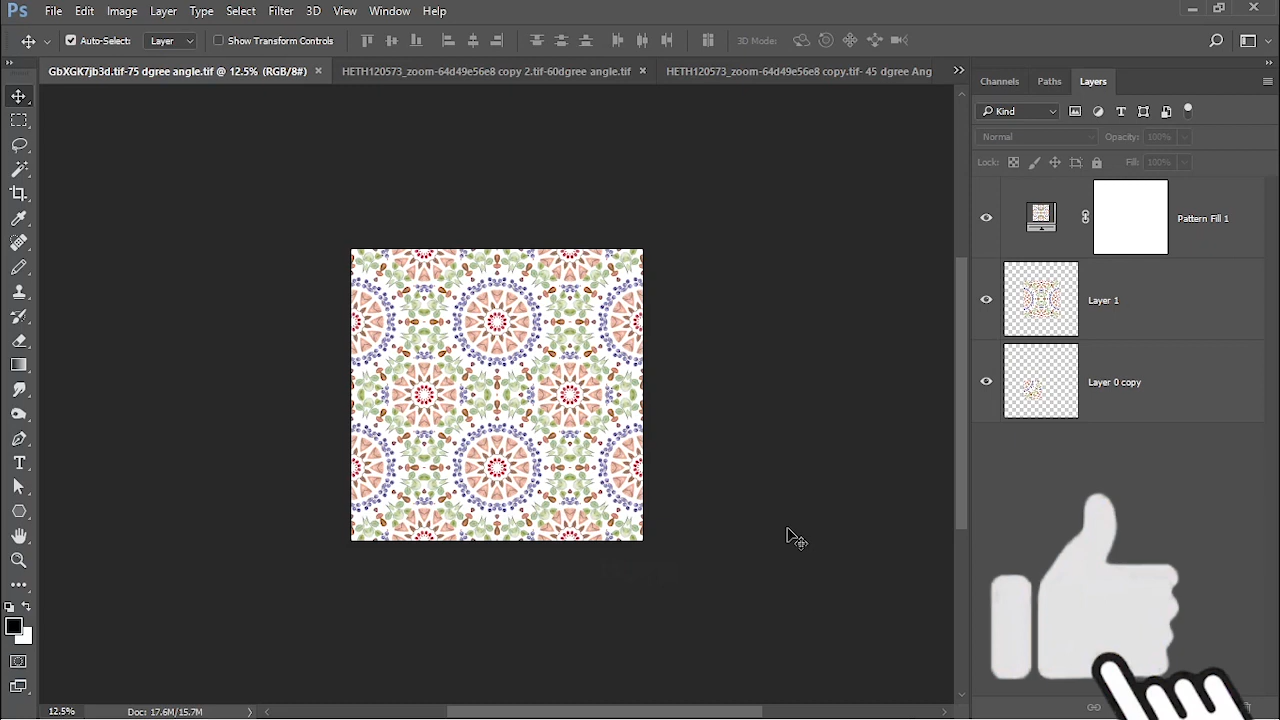 Ps File Edit Image Layer Type Select Filter 3D View Window Help
Auto-Select: Layer Show Transform Controls 3D Mode:
GbXGK7jb3d.tif-75 dgree angle.tif @ 12.5% (RGB/8#) × HETH120573_zoom-64d49e56e8 copy 2.tif-60dgree angle.tif × HETH120573_zoom-64d49e56e8 copy.tif- 45 dgree Ang
Channels Paths Layers
Kind
Normal Opacity: 100%
Lock: Fill: 100%
Pattern Fill 1
Layer 1
Layer 0 copy
12.5% Doc: 17.6M/15.7M